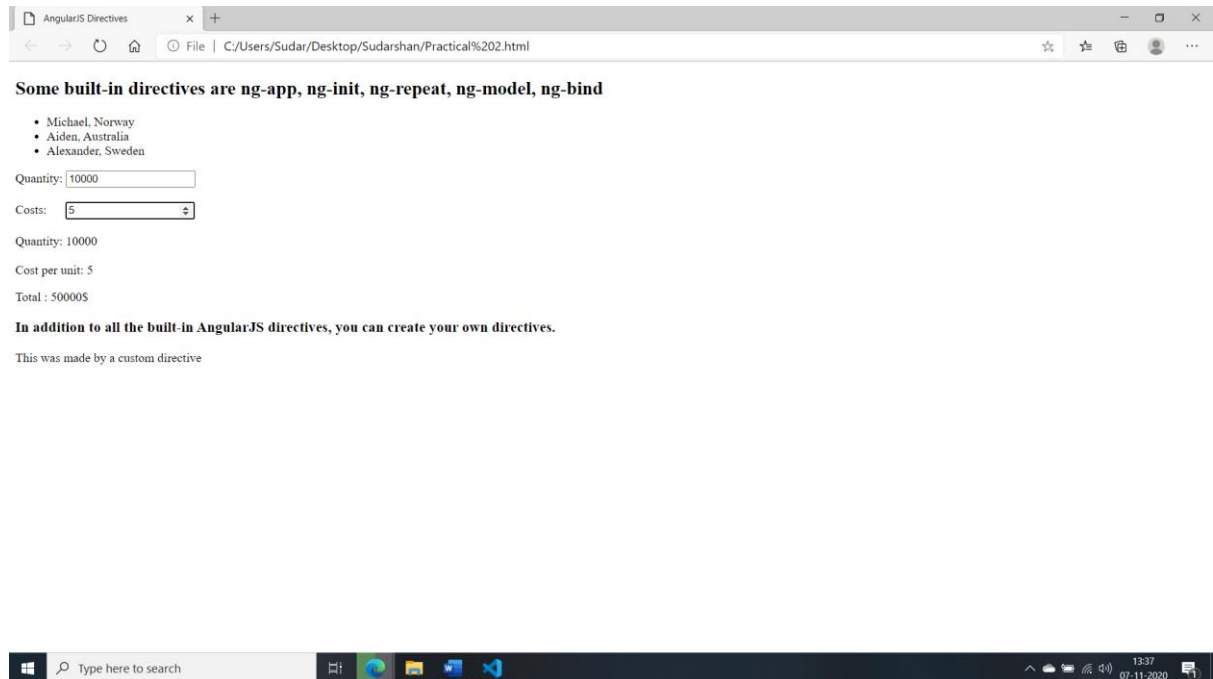 AngularJS Directives
File | C:/Users/Sudar/Desktop/Sudarshan/Practical%202.html
Some built-in directives are ng-app, ng-init, ng-repeat, ng-model, ng-bind
• Michael, Norway
• Aiden, Australia
• Alexander, Sweden
Quantity: 10000
Costs: 5
Quantity: 10000
Cost per unit: 5
Total : 50000$
In addition to all the built-in AngularJS directives, you can create your own directives.
This was made by a custom directive
Type here to search
13:37
07-11-2020